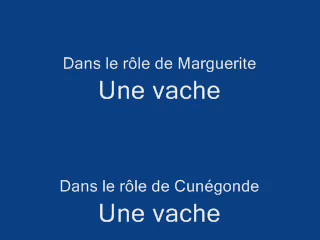 Dans le rôle de Marguerite
Une vache
Dans le rôle de Cunégonde
Une vache